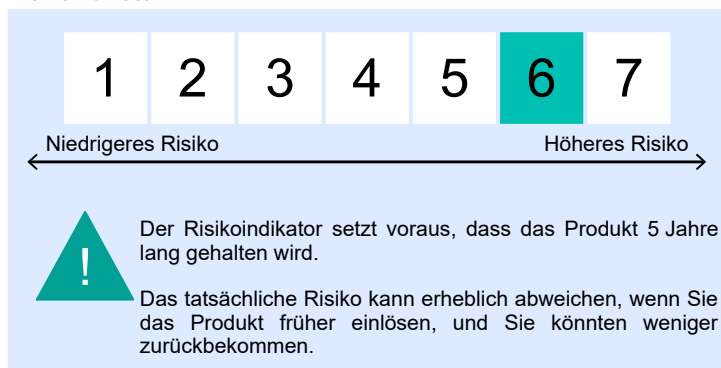 1 2 3 4 5 6 7
Niedrigeres Risiko Höheres Risiko
!
Der Risikoindikator setzt voraus, dass das Produkt 5 Jahre
lang gehalten wird.
Das tatsächliche Risiko kann erheblich abweichen, wenn Sie
das Produkt früher einlösen, und Sie könnten weniger
zurückbekommen.